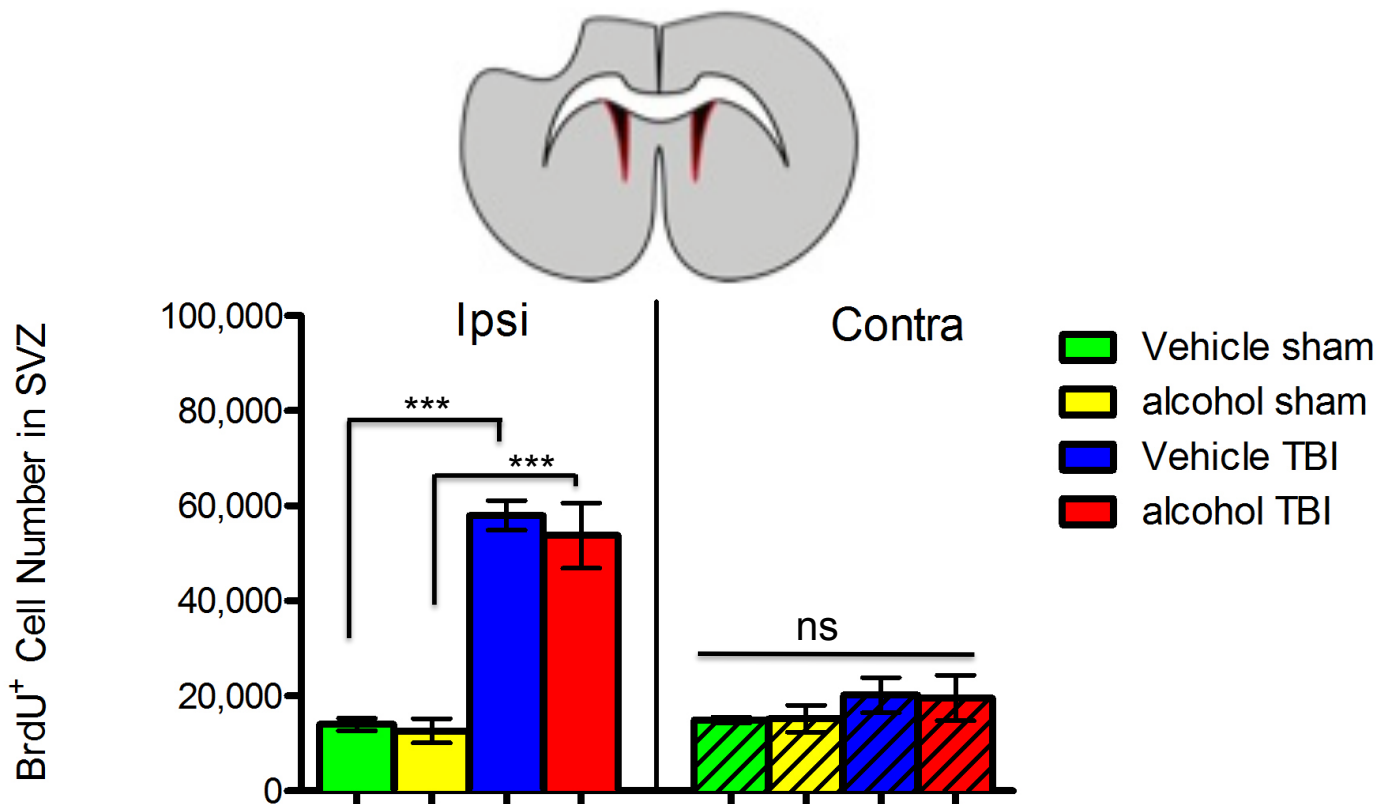 Ipsi
Contra
BrdU+ Cell Number in SVZ
100,000
80,000
60,000
40,000
20,000
0
***
***
ns
Vehicle sham
alcohol sham
Vehicle TBI
alcohol TBI